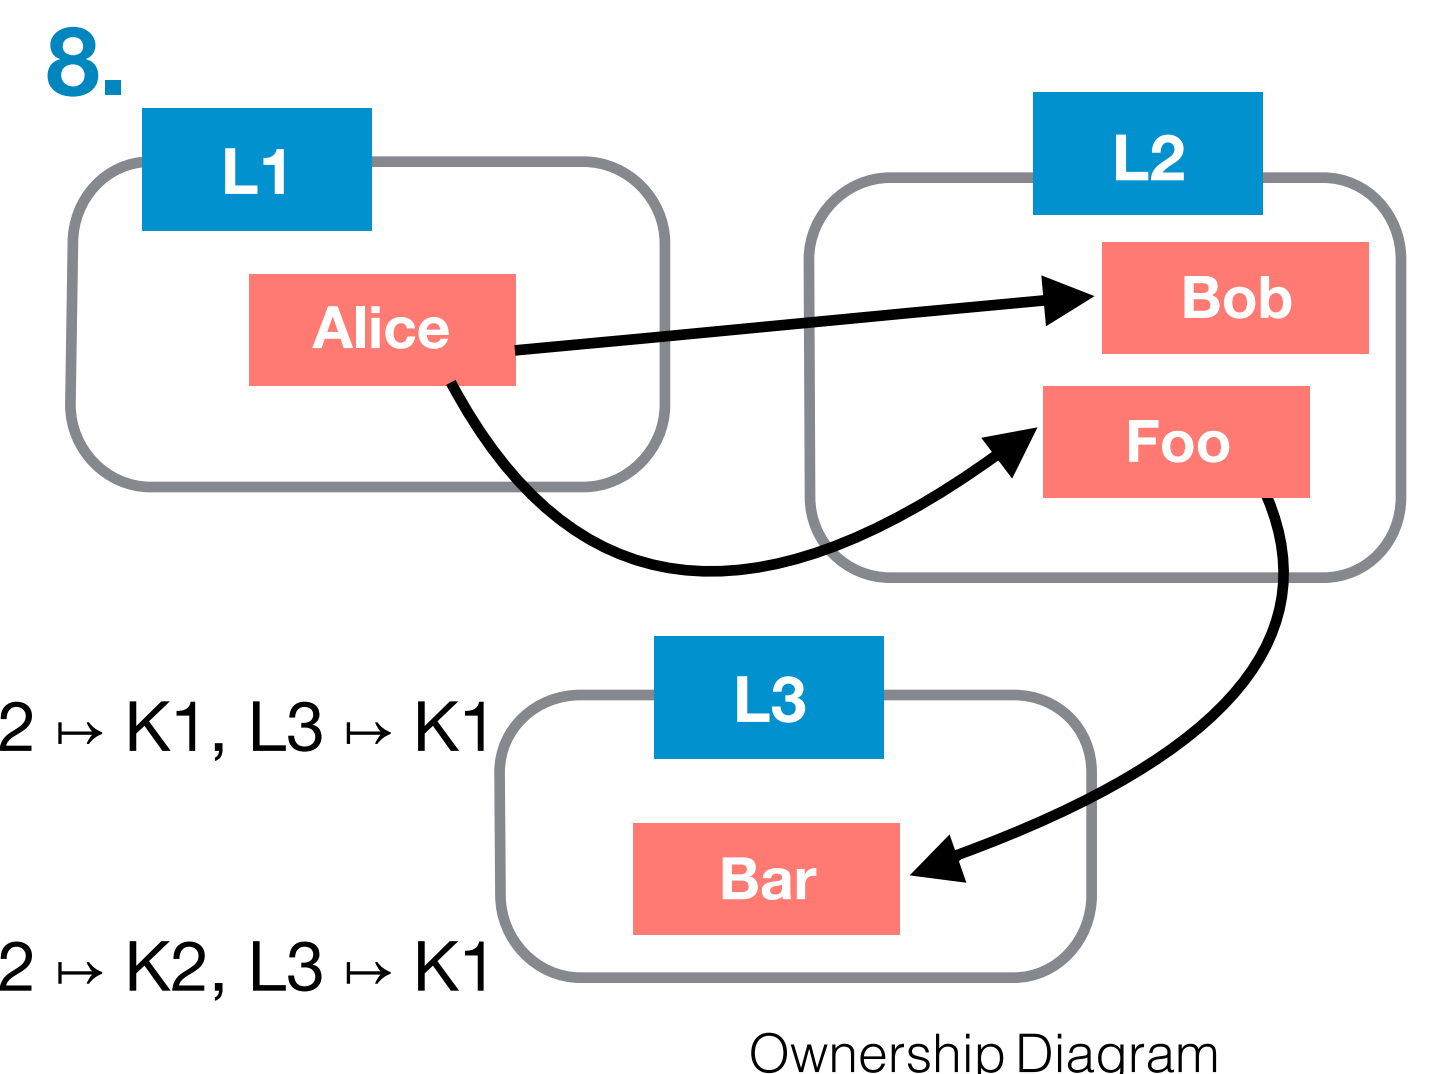 8.
L1
L2
Alice
Bob
Foo
L3
2 ↦ K1, L3 ↦ K1
Bar
2 ↦ K2, L3 ↦ K1
Ownership Diagram